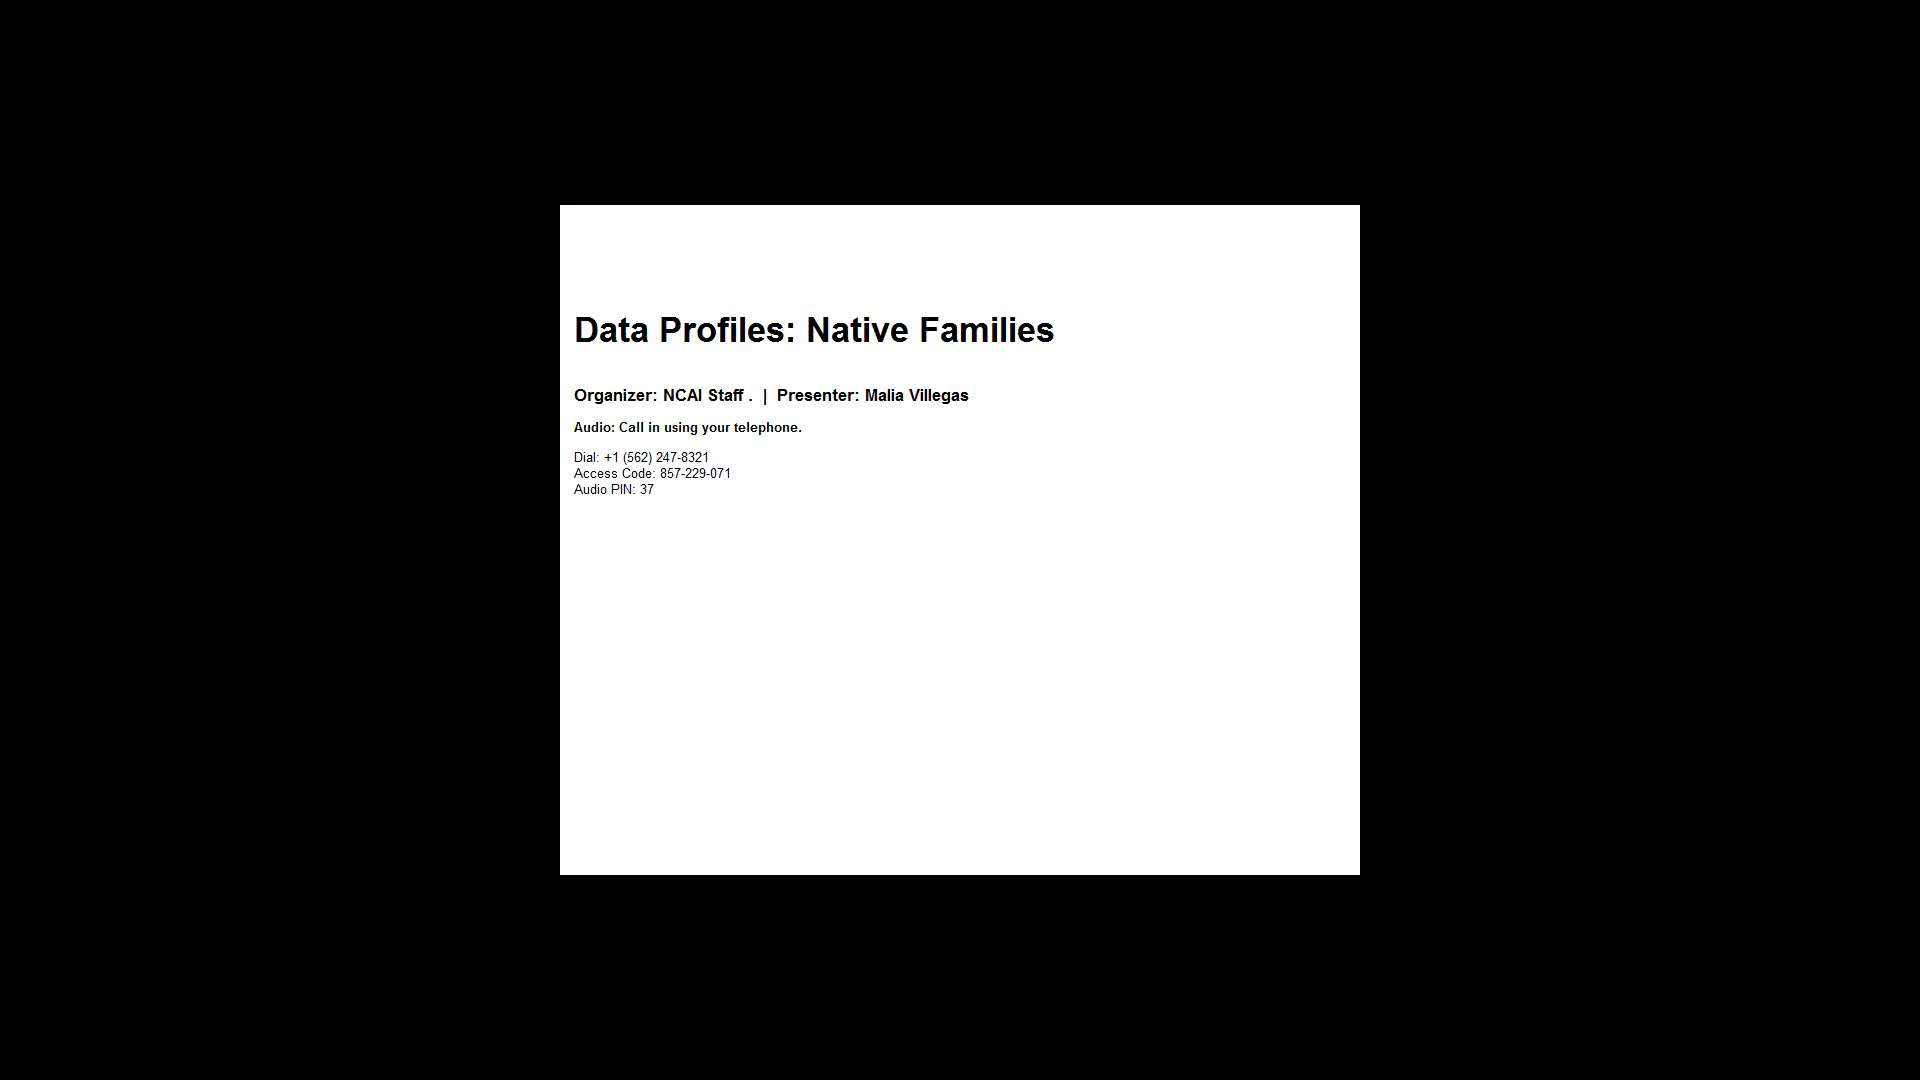 Data Profiles: Native Families
Organizer: NCAI Staff .  |  Presenter: Malia Villegas
Audio: Call in using your telephone.
Dial: +1 (562) 247-8321
Access Code: 857-229-071
Audio PIN: 37